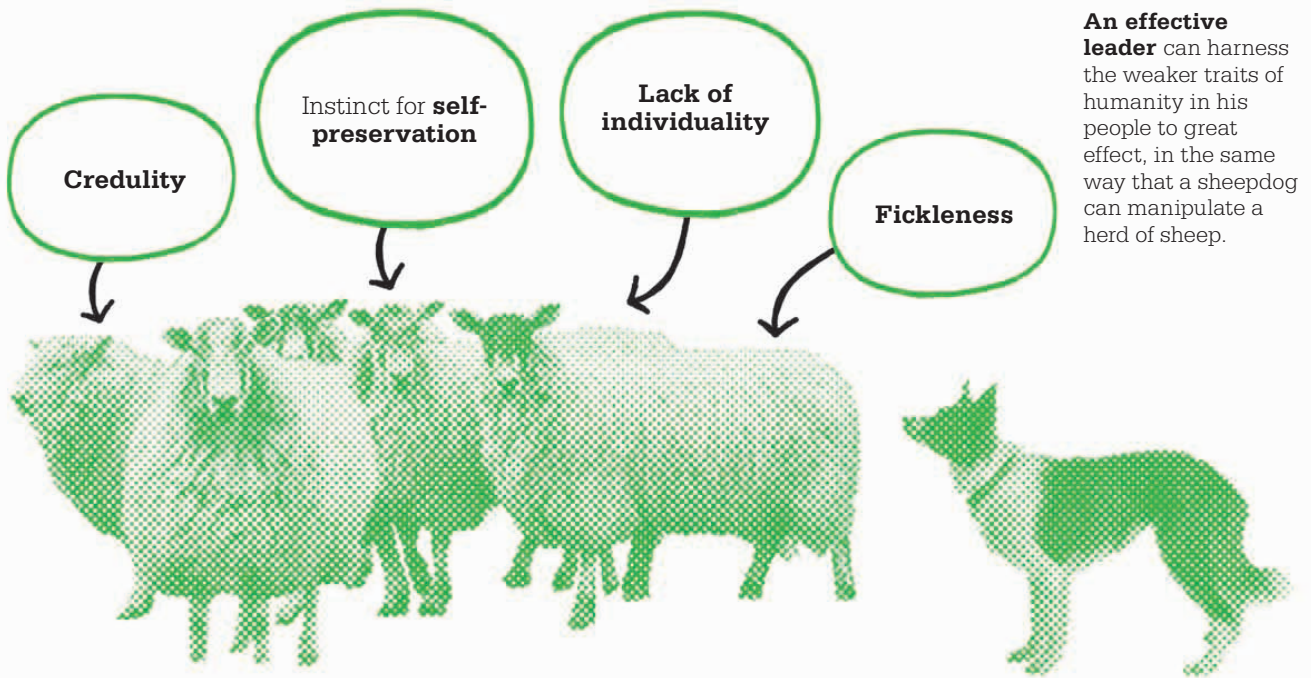 Credulity
Instinct for self-
preservation
Lack of
individuality
Fickleness
An effective
leader can harness
the weaker traits of
humanity in his
people to great
effect, in the same
way that a sheepdog
can manipulate a
herd of sheep.